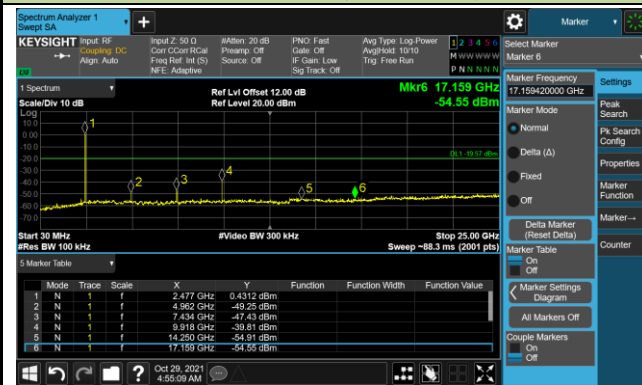 Spectrum Analyzer 1
Swept SA
Marker
KEYSIGHT
Input: RF
Coupling: DC
Align: Auto
Input Z: 50 Ω
Corr CCorr RCal
Freq Ref: Int (S)
NFE: Adaptive
#Atten: 20 dB
Preamp: Off
Source: Off
PNO: Fast
Gate: Off
IF Gain: Low
Sig Track: Off
Avg Type: Log-Power
Avg|Hold: 10/10
Trig: Free Run
1 2 3 4 5 6
M W W W W W
P N N N N N
Select Marker
Marker 6
1 Spectrum
Scale/Div 10 dB
Ref Lvl Offset 12.00 dB
Ref Level 20.00 dBm
Mkr6 17.159 GHz
-54.55 dBm
Log
10.0
0.00
-10.0
-20.0
-30.0
-40.0
-50.0
-60.0
-70.0
1
2
3
4
5
6
DL1 -19.57 dBm
Start 30 MHz
#Res BW 100 kHz
#Video BW 300 kHz
Stop 25.00 GHz
Sweep ~88.3 ms (2001 pts)
5 Marker Table
Mode Trace Scale X Y Function Function Width Function Value
1 N 1 f 2.477 GHz 0.4312 dBm
2 N 1 f 4.962 GHz -49.25 dBm
3 N 1 f 7.434 GHz -47.43 dBm
4 N 1 f 9.918 GHz -39.81 dBm
5 N 1 f 14.250 GHz -54.91 dBm
6 N 1 f 17.159 GHz -54.55 dBm
Marker Frequency
17.159420000 GHz
Marker Mode
Normal
Delta (Δ)
Fixed
Off
Delta Marker
(Reset Delta)
Marker Table
On
Off
Marker Settings
Diagram
All Markers Off
Couple Markers
On
Off
Settings
Peak
Search
Pk Search
Config
Properties
Marker
Function
Marker→
Counter
?
Oct 29, 2021
4:55:09 AM